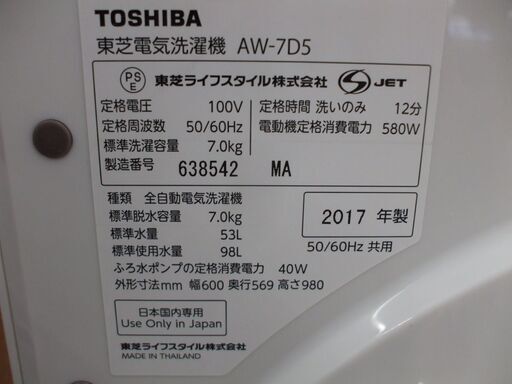 TOSHIBA
東芝電気洗濯機 AW-7D5
PS E 東芝ライフスタイル株式会社 S JET
定格電圧 100V 定格時間 洗いのみ 12分
定格周波数 50/60Hz 電動機定格消費電力 580W
標準洗濯容量 7.0kg
製造番号 638542 MA
種類 全自動電気洗濯機
標準脱水容量 7.0kg 2017 年製
標準水量 53L
標準使用水量 98L 50/60Hz 共用
ふろ水ポンプの定格消費電力 40W
外形寸法mm 幅600 奥行569 高さ980
日本国内専用
Use Only in Japan
東芝ライフスタイル株式会社
MADE IN THAILAND